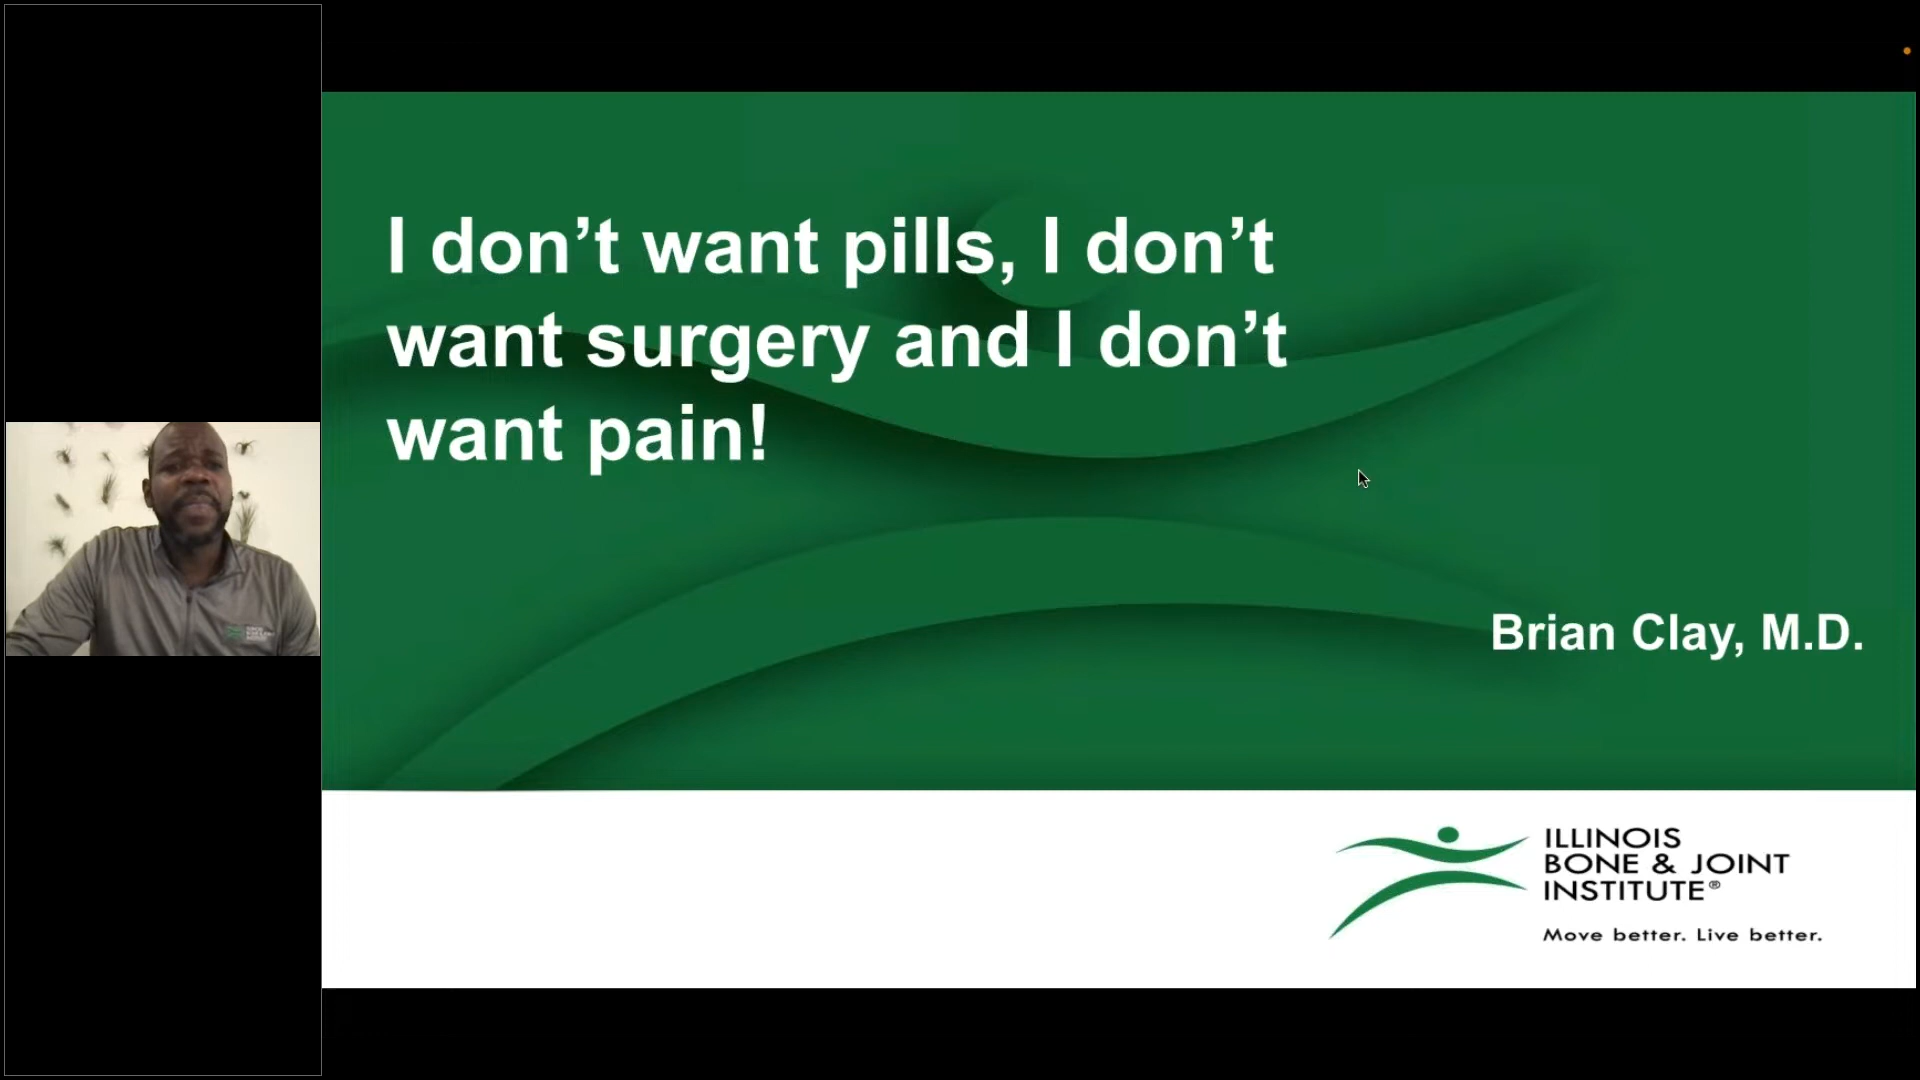 I don’t want pills, I don’t
want surgery and I don’t
want pain!
Brian Clay, M.D.
ILLINOIS
BONE & JOINT
INSTITUTE®
Move better. Live better.